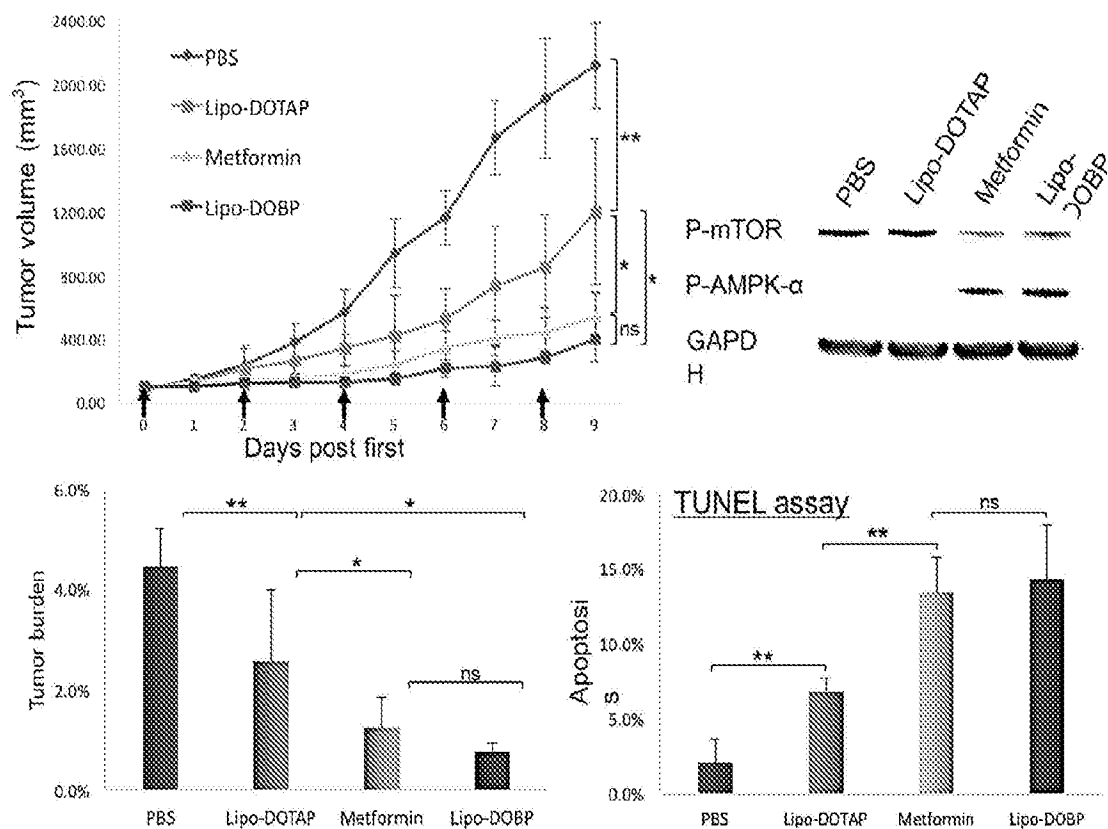 2400.00
2000.00
1600.00
1200.00
800.00
400.00
0.00
Tumor volume (mm³)
PBS
Lipo-DOTAP
Metformin
Lipo-DOBP
**
*
*
ns
0 1 2 3 4 5 6 7 8 9
Days post first
PBS
Lipo-DOTAP
Metformin
Lipo-
DOBP
P-mTOR
P-AMPK-α
GAPD
H
6.0%
4.0%
2.0%
0.0%
Tumor burden
** *
*
ns
PBS Lipo-DOTAP Metformin Lipo-DOBP
TUNEL assay
20.0%
15.0%
10.0%
5.0%
0.0%
Apoptosi
s
ns
**
**
PBS Lipo-DOTAP Metformin Lipo-DOBP